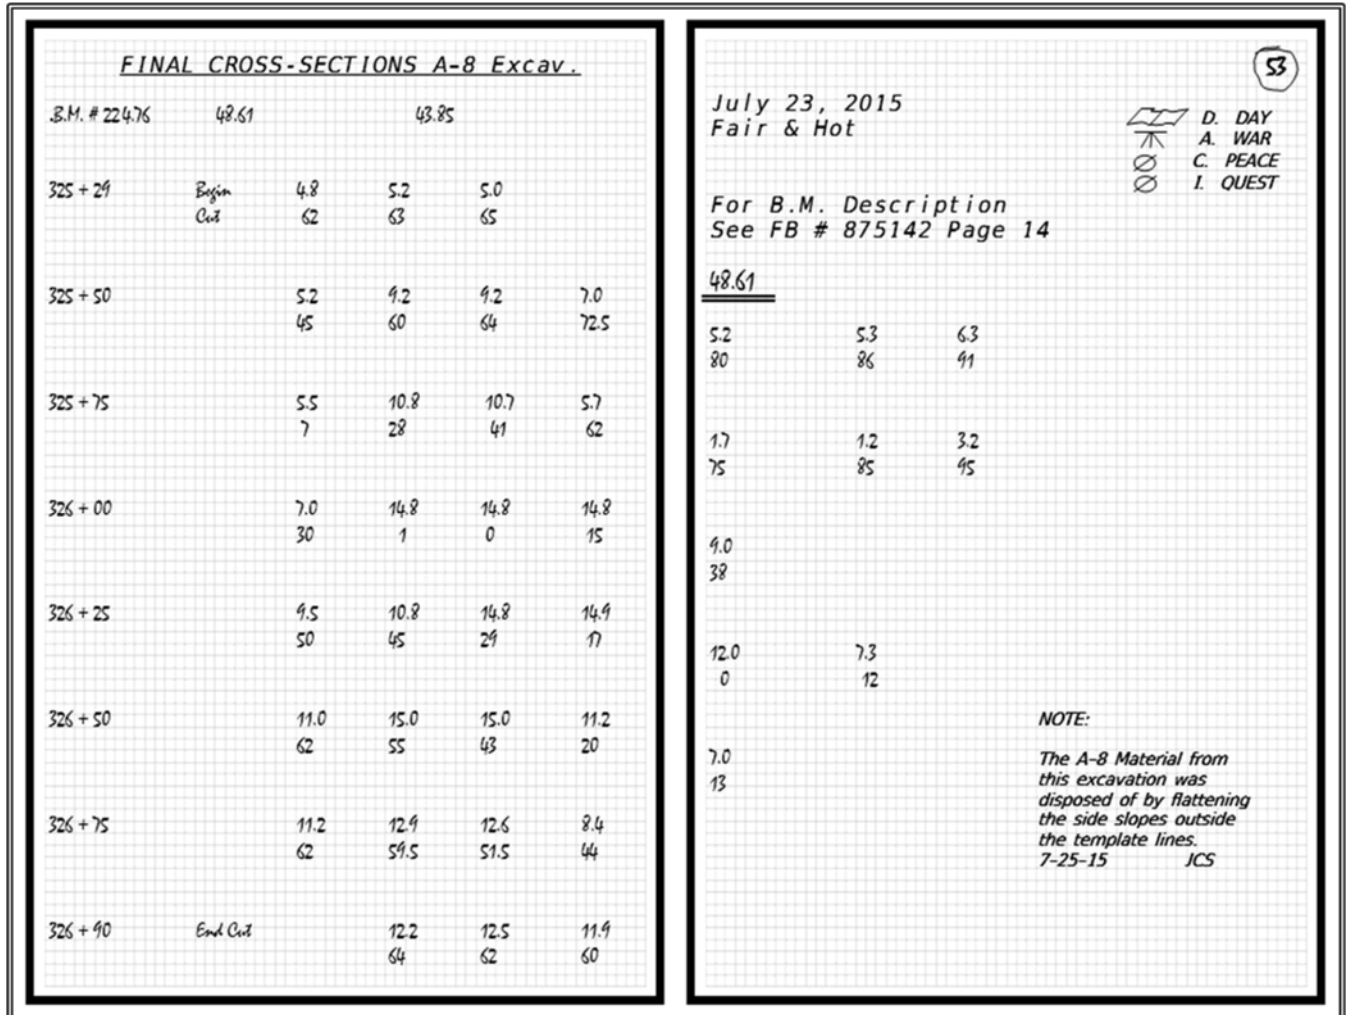 FINAL CROSS-SECTIONS A-8 Excav.
B.M. # 224.76 48.61 43.85
325 + 29 Begin 4.8 5.2 5.0
Cut 62 63 65
325 + 50 5.2 9.2 9.2 7.0
45 60 64 72.5
325 + 75 5.5 10.8 10.7 5.7
7 28 41 62
326 + 00 7.0 14.8 14.8 14.8
30 1 0 15
326 + 25 9.5 10.8 14.8 14.9
50 45 29 17
326 + 50 11.0 15.0 15.0 11.2
62 55 43 20
326 + 75 11.2 12.9 12.6 8.4
62 59.5 51.5 44
326 + 90 End Cut 12.2 12.5 11.9
64 62 60
53
July 23, 2015
Fair & Hot
D. DAY
A. WAR
C. PEACE
I. QUEST
For B.M. Description
See FB # 875142 Page 14
48.61
5.2 5.3 6.3
80 86 91
1.7 1.2 3.2
75 85 95
9.0
38
12.0 7.3
0 12
7.0
13
NOTE:
The A-8 Material from
this excavation was
disposed of by flattening
the side slopes outside
the template lines.
7-25-15 JCS